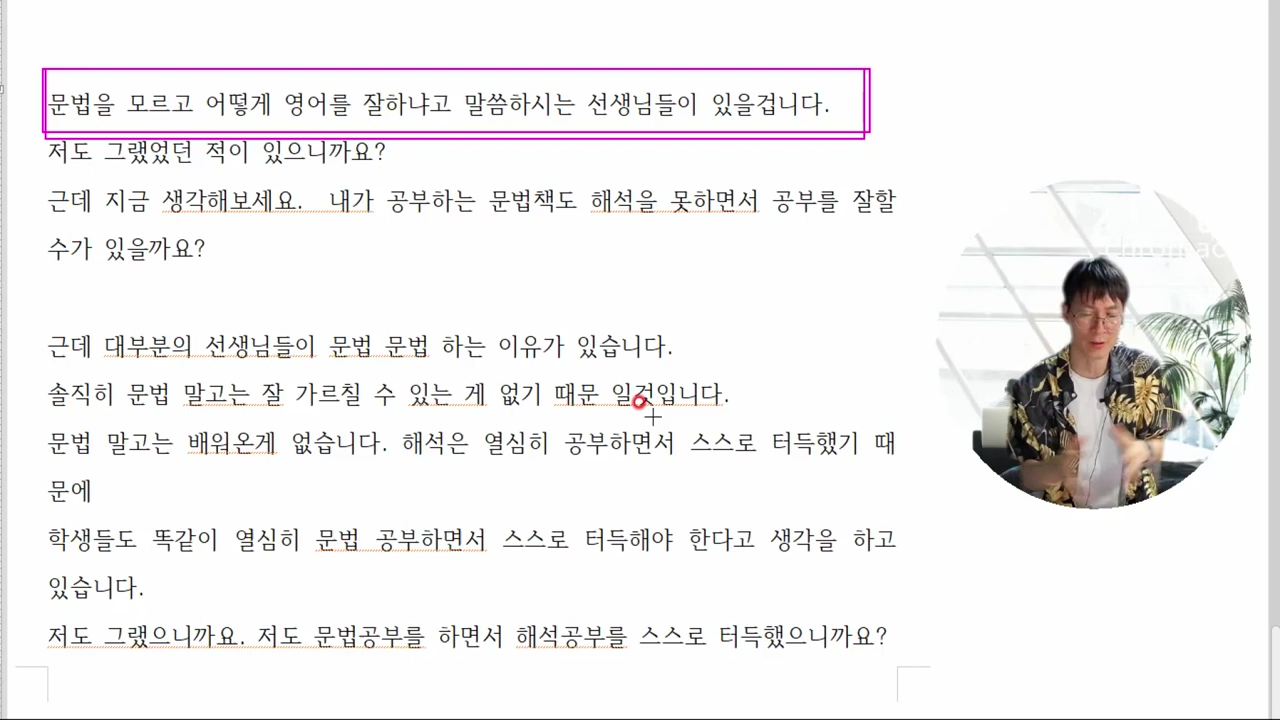 문법을 모르고 어떻게 영어를 잘하냐고 말씀하시는 선생님들이 있을겁니다.
저도 그랬었던 적이 있으니까요?
근데 지금 생각해보세요. 내가 공부하는 문법책도 해석을 못하면서 공부를 잘할
수가 있을까요?
근데 대부분의 선생님들이 문법 문법 하는 이유가 있습니다.
솔직히 문법 말고는 잘 가르칠 수 있는 게 없기 때문 일것입니다.
문법 말고는 배워온게 없습니다. 해석은 열심히 공부하면서 스스로 터득했기 때
문에
학생들도 똑같이 열심히 문법 공부하면서 스스로 터득해야 한다고 생각을 하고
있습니다.
저도 그랬으니까요. 저도 문법공부를 하면서 해석공부를 스스로 터득했으니까요?